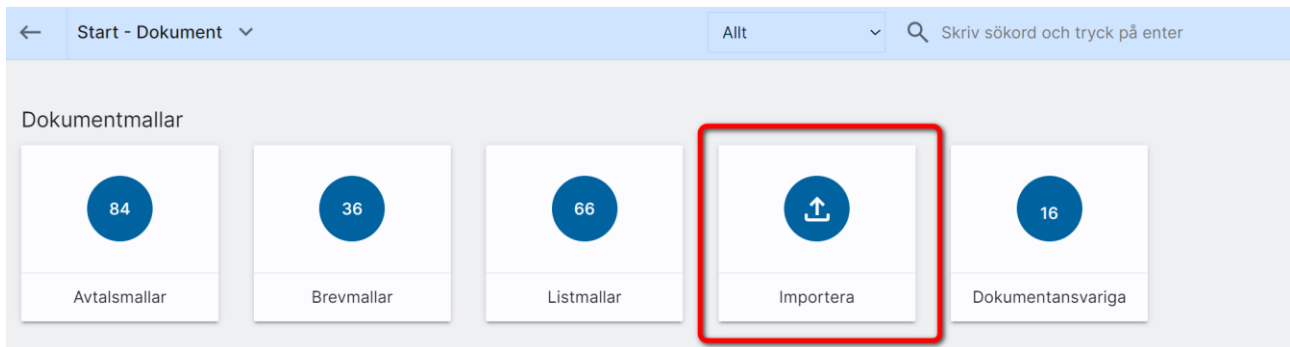 Start - Dokument
Allt
Skriv sökord och tryck på enter
Dokumentmallar
84
36
66
16
Avtalsmallar
Brevmallar
Listmallar
Importera
Dokumentansvariga